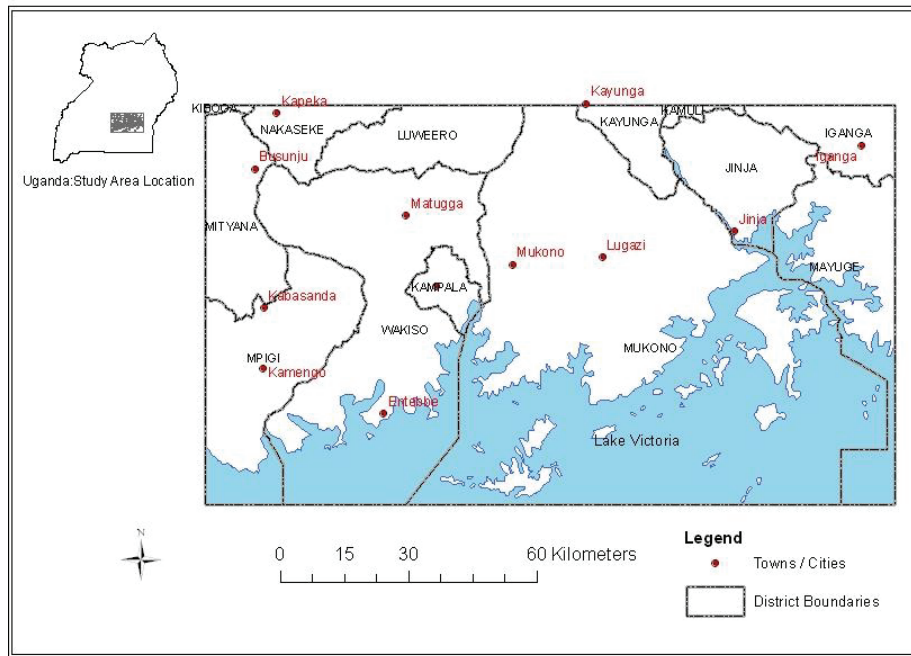 Kayunga
KIBOGA
Kapeka
KAMULI
NAKASEKE
LUWEERO
KAYUNGA
IGANGA
Iganga
Busunju
JINJA
Uganda:Study Area Location
Matugga
MITYANA
Jinja
Mukono
Lugazi
MAYUGE
KAMPALA
Kabasanda
WAKISO
MUKONO
MPIGI
Kamengo
Entebbe
Lake Victoria
N
Legend
0 15 30 60 Kilometers
Towns / Cities
District Boundaries